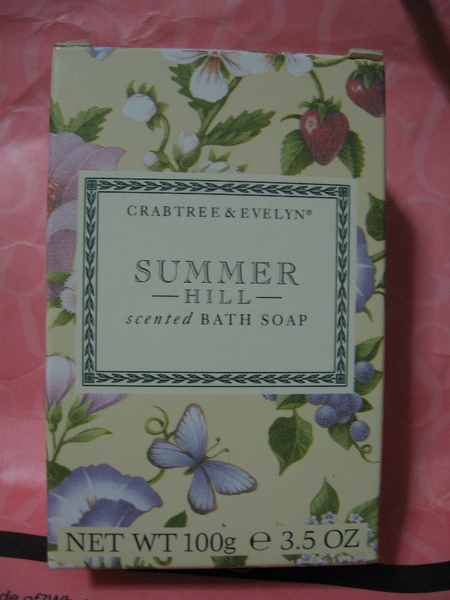 CRABTREE & EVELYN®
SUMMER
—HILL—
scented BATH SOAP
NET WT 100g ℮ 3.5 OZ